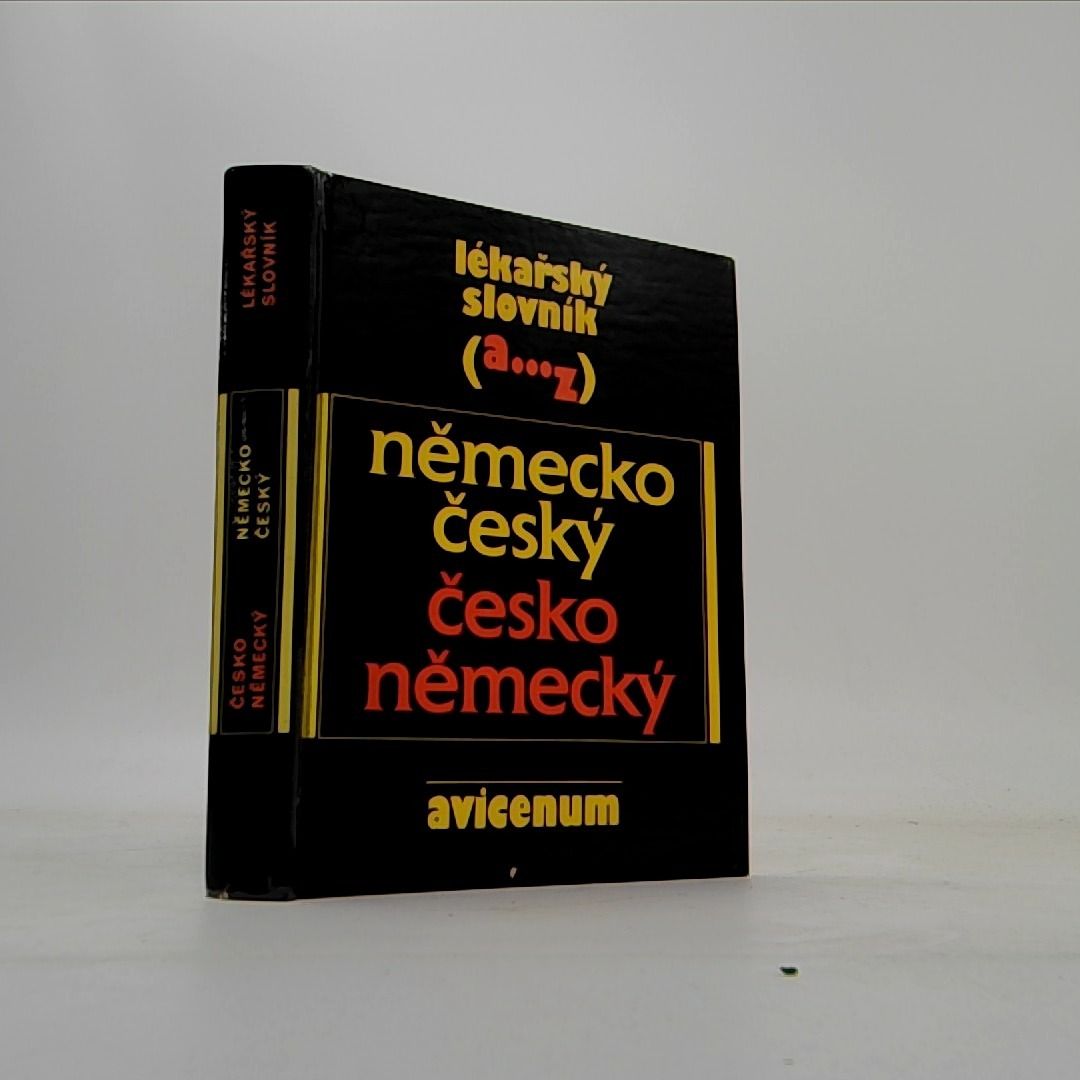 LÉKAŘSKÝ
SLOVNÍK
NĚMECKO
ČESKÝ
ČESKO
NĚMECKÝ
lékařský
slovník
(a....z)
německo
český
česko
německý
avicenum